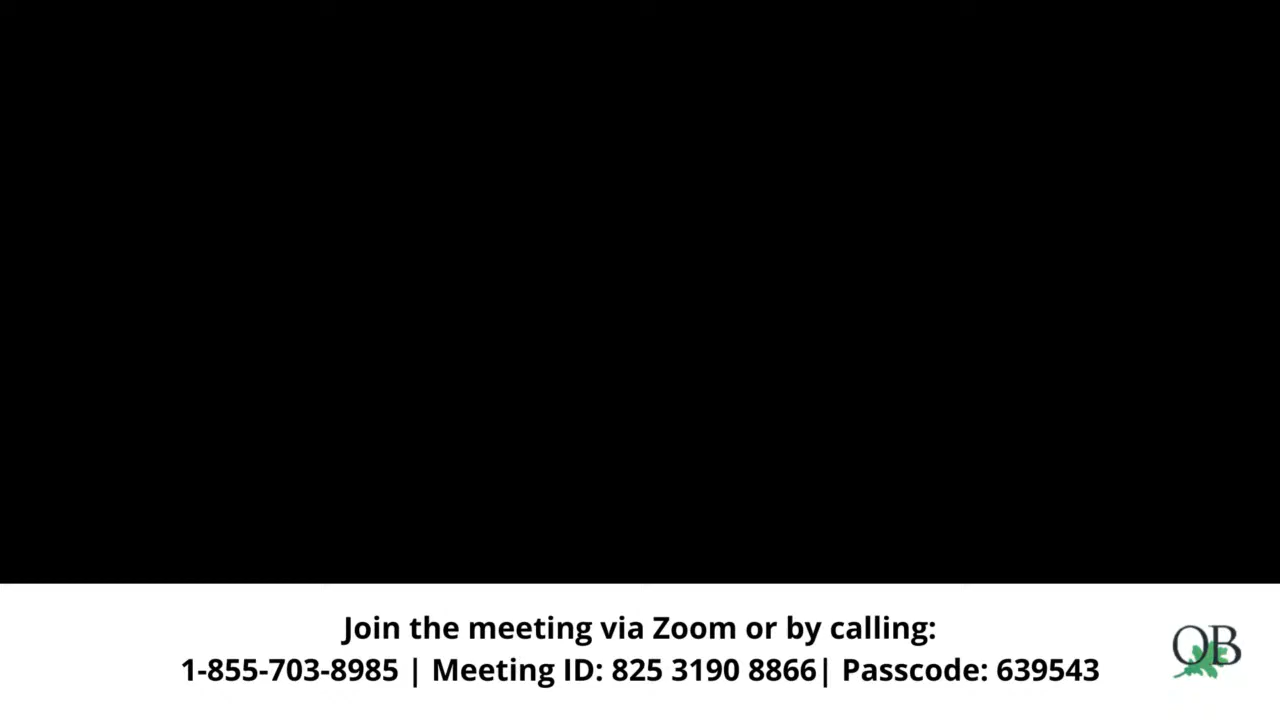 Join the meeting via Zoom or by calling:
1-855-703-8985 | Meeting ID: 825 3190 8866| Passcode: 639543
QB